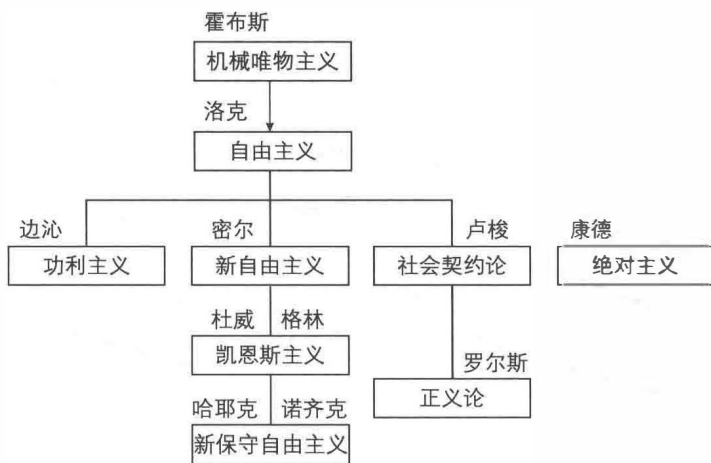 霍布斯
机械唯物主义
洛克
自由主义
边沁 密尔 卢梭 康德
功利主义 新自由主义 社会契约论 绝对主义
杜威 格林
凯恩斯主义
罗尔斯
正义论
哈耶克 诺齐克
新保守自由主义